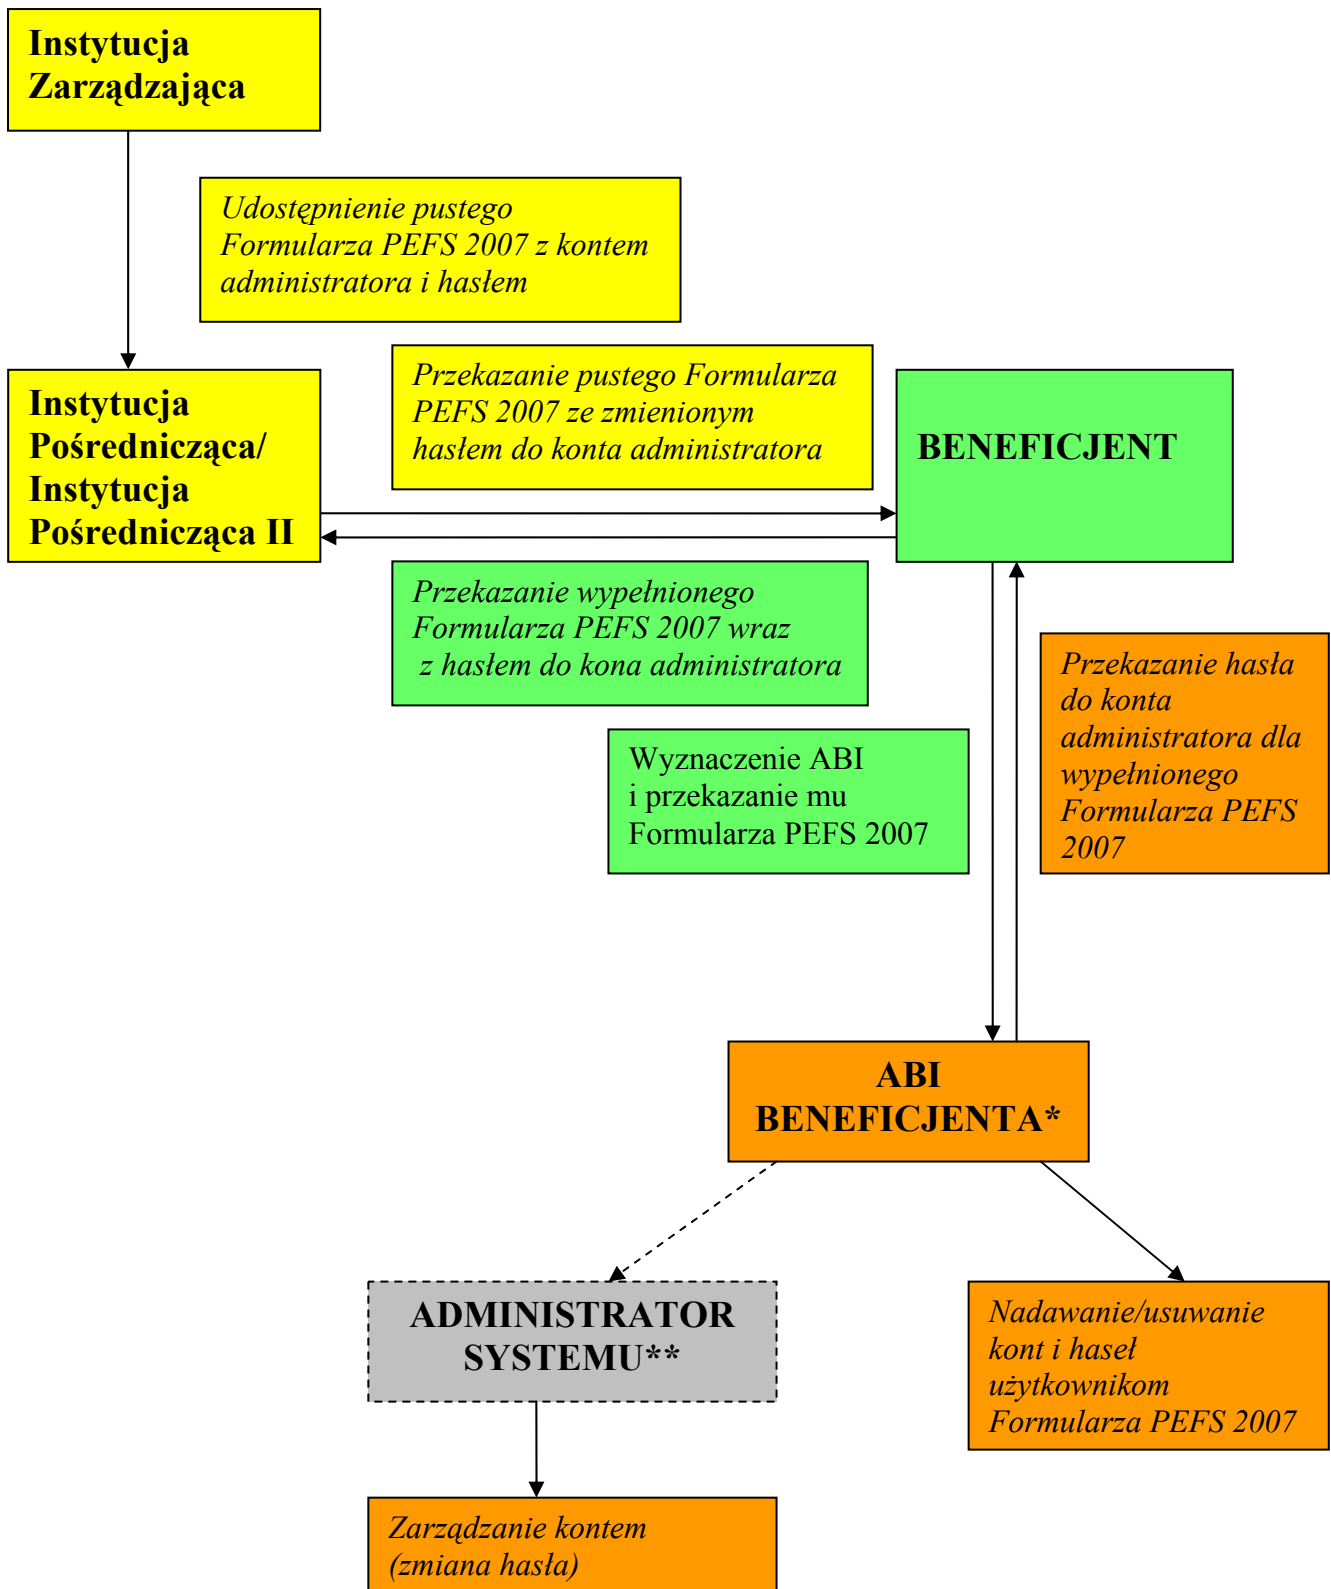 Instytucja
Zarządzająca
Udostępnienie pustego
Formularza PEFS 2007 z kontem
administratora i hasłem
Instytucja
Pośrednicząca/
Instytucja
Pośrednicząca II
Przekazanie pustego Formularza
PEFS 2007 ze zmienionym
hasłem do konta administratora
BENEFICJENT
Przekazanie wypełnionego
Formularza PEFS 2007 wraz
z hasłem do kona administratora
Przekazanie hasła
do konta
administratora dla
wypełnionego
Formularza PEFS
2007
Wyznaczenie ABI
i przekazanie mu
Formularza PEFS 2007
ABI
BENEFICJENTA*
ADMINISTRATOR
SYSTEMU**
Nadawanie/usuwanie
kont i haseł
użytkownikom
Formularza PEFS 2007
Zarządzanie kontem
(zmiana hasła)